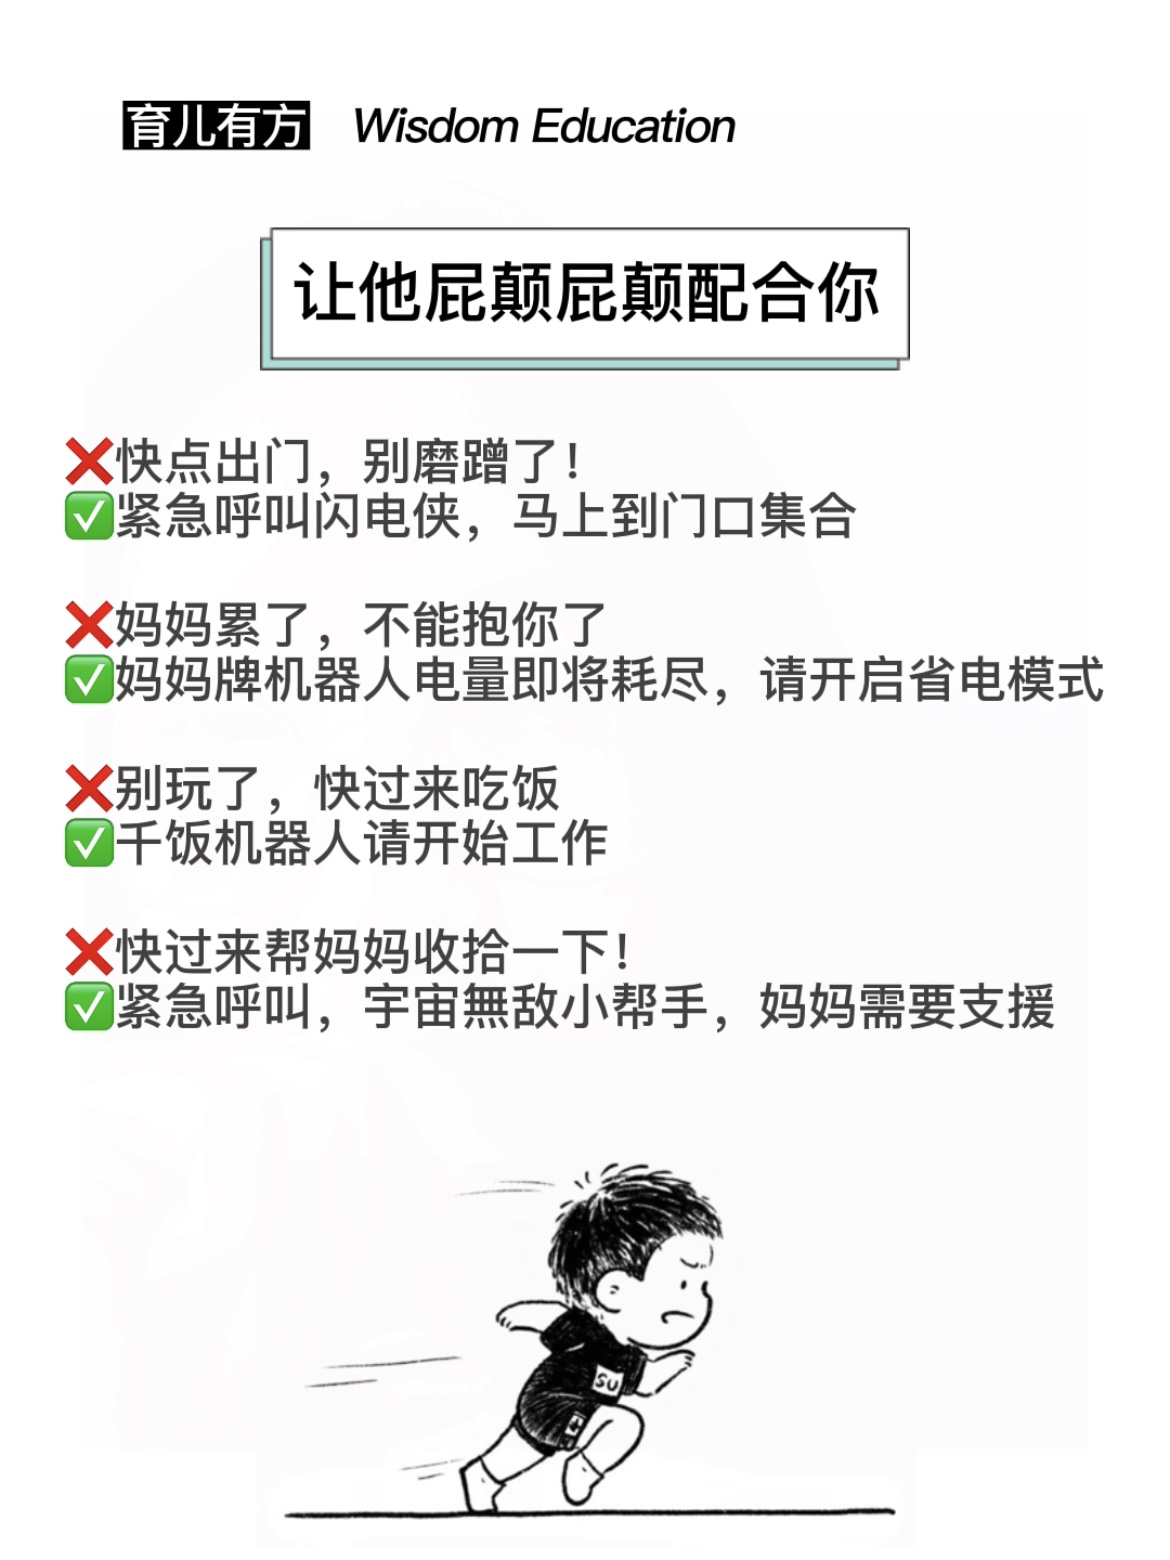 育儿有方 Wisdom Education
让他屁颠屁颠配合你
❌快点出门，别磨蹭了！
✅紧急呼叫闪电侠，马上到门口集合
❌妈妈累了，不能抱你了
✅妈妈牌机器人电量即将耗尽，请开启省电模式
❌别玩了，快过来吃饭
✅千饭机器人请开始工作
❌快过来帮妈妈收拾一下！
✅紧急呼叫，宇宙無敌小帮手，妈妈需要支援
SU
4